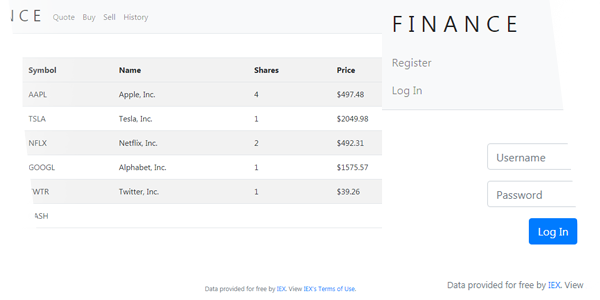 NCE Quote Buy Sell History
Symbol Name Shares Price
AAPL Apple, Inc. 4 $497.48
TSLA Tesla, Inc. 1 $2049.98
NFLX Netflix, Inc. 2 $492.31
GOOGL Alphabet, Inc. 1 $1575.57
TWTR Twitter, Inc. 1 $39.26
ASH
Data provided for free by IEX. View IEX's Terms of Use.
FINANCE
Register
Log In
Username
Password
Log In
Data provided for free by IEX. View